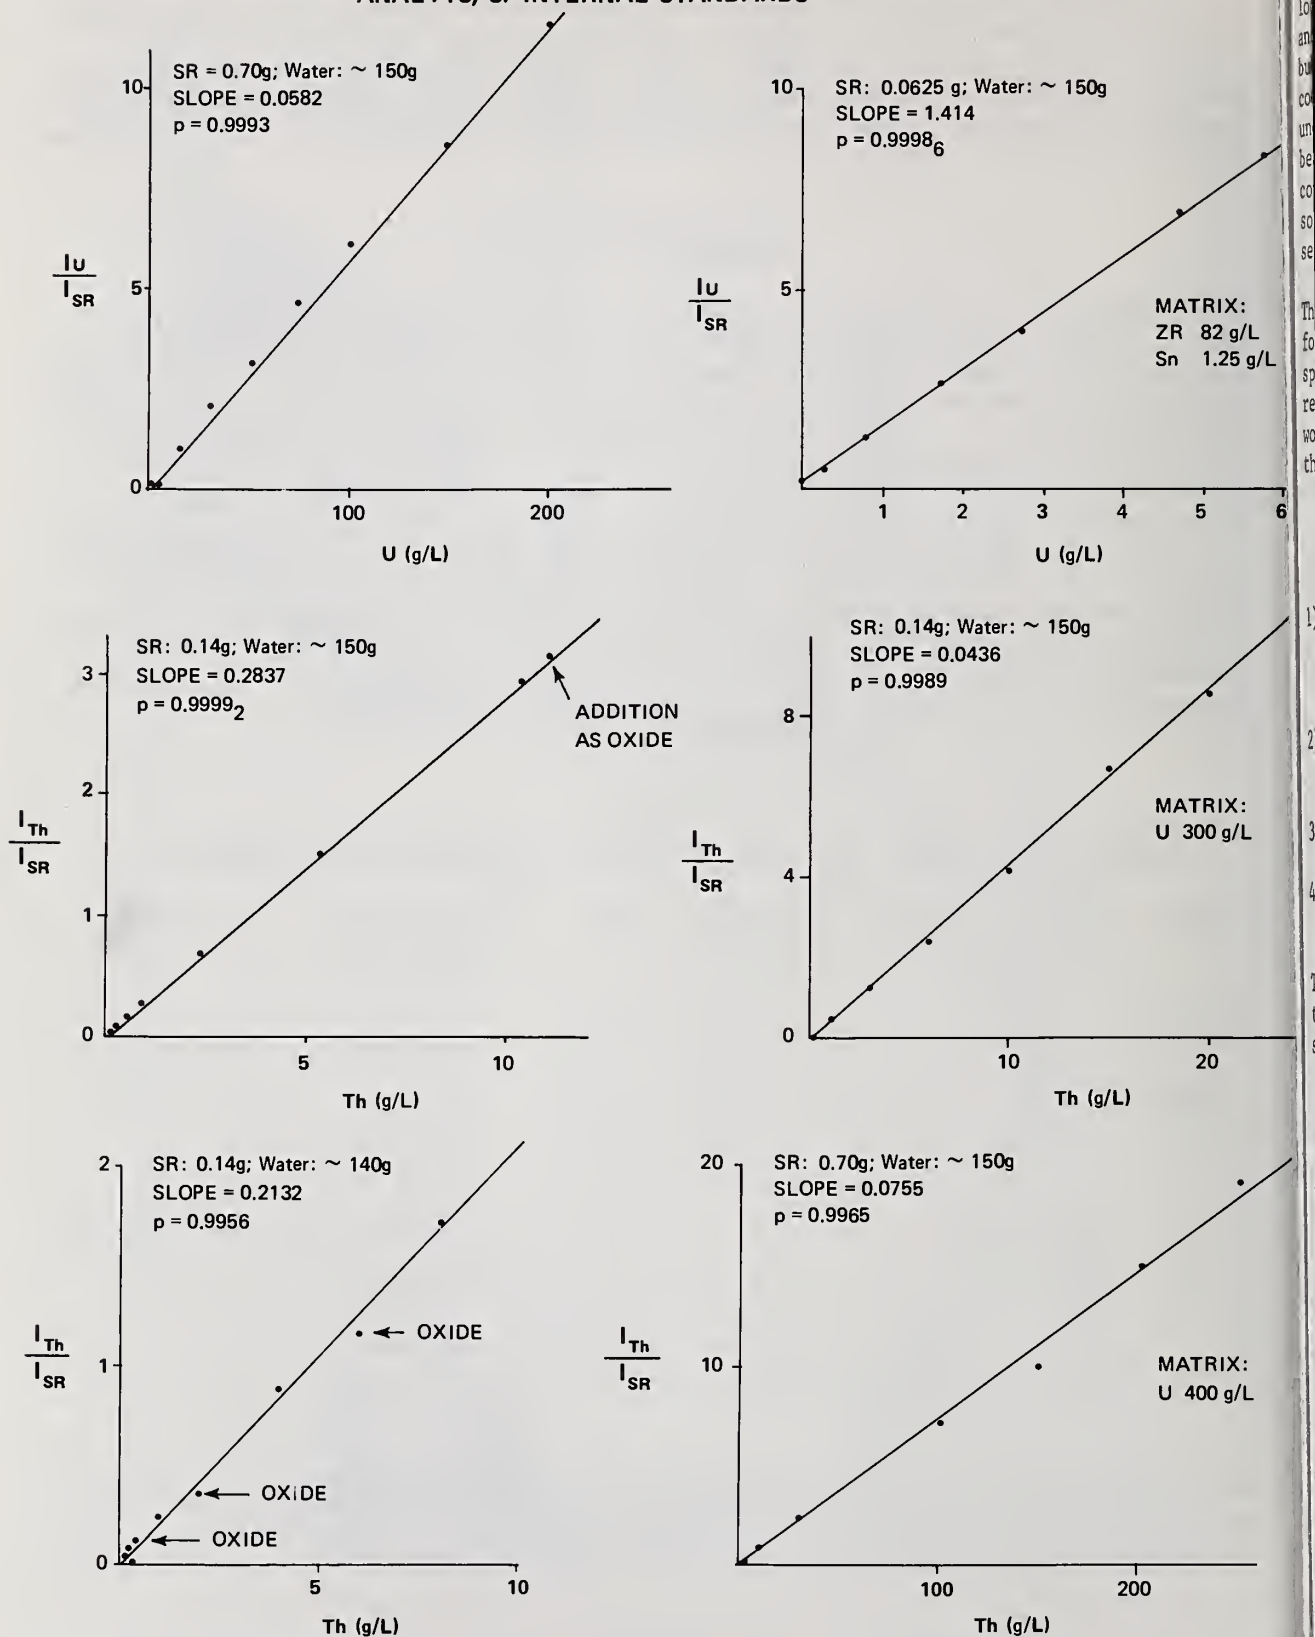 SR = 0.70g; Water: ~ 150g
SLOPE = 0.0582
p = 0.9993
10
5
0
100
200
Iu
ISR
U (g/L)
SR: 0.0625 g; Water: ~ 150g
SLOPE = 1.414
p = 0.99986
10
5
Iu
ISR
MATRIX:
ZR 82 g/L
Sn 1.25 g/L
1 2 3 4 5 6
U (g/L)
SR: 0.14g; Water: ~ 150g
SLOPE = 0.2837
p = 0.99992
3
2
1
0
ITh
ISR
ADDITION
AS OXIDE
5
10
Th (g/L)
SR: 0.14g; Water: ~ 150g
SLOPE = 0.0436
p = 0.9989
8
4
0
ITh
ISR
MATRIX:
U 300 g/L
10
20
Th (g/L)
SR: 0.14g; Water: ~ 140g
SLOPE = 0.2132
p = 0.9956
2
1
0
ITh
ISR
OXIDE
OXIDE
OXIDE
5
10
Th (g/L)
SR: 0.70g; Water: ~ 150g
SLOPE = 0.0755
p = 0.9965
20
10
0
ITh
ISR
MATRIX:
U 400 g/L
100
200
Th (g/L)